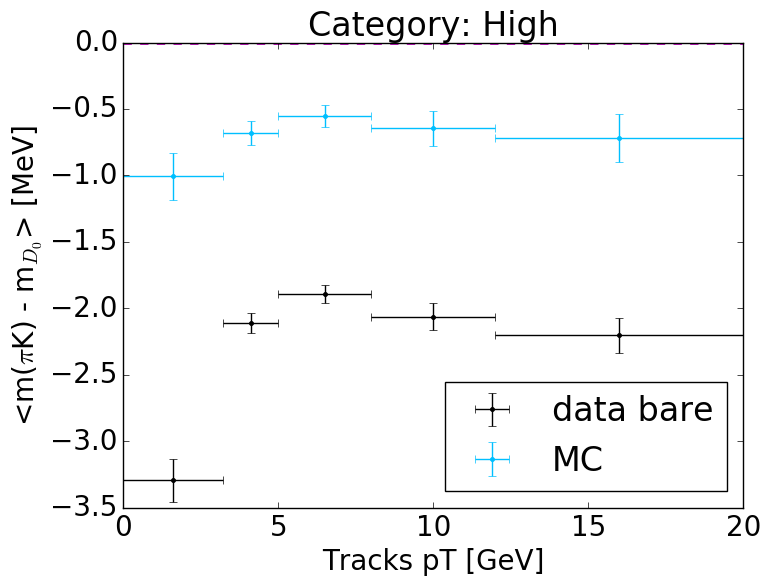 Category: High
0.0
−0.5
−1.0
−1.5
−2.0
−2.5
−3.0
−3.5
<m(πK) - m_{D_0}> [MeV]
data bare
MC
0 5 10 15 20
Tracks pT [GeV]